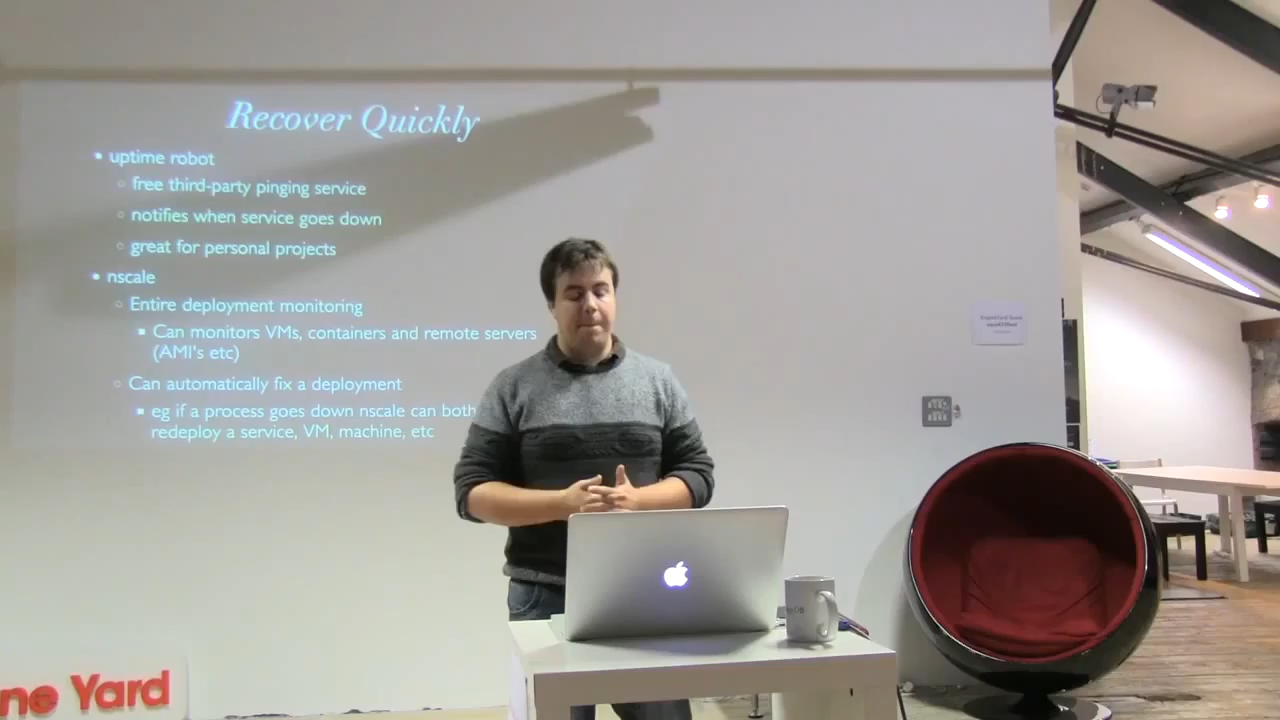 Recover Quickly
uptime robot
free third-party pinging service
notifies when service goes down
great for personal projects
nscale
Entire deployment monitoring
Can monitors VMs, containers and remote servers
(AMI's etc)
Can automatically fix a deployment
eg if a process goes down nscale can both
redeploy a service, VM, machine, etc
ne Yard